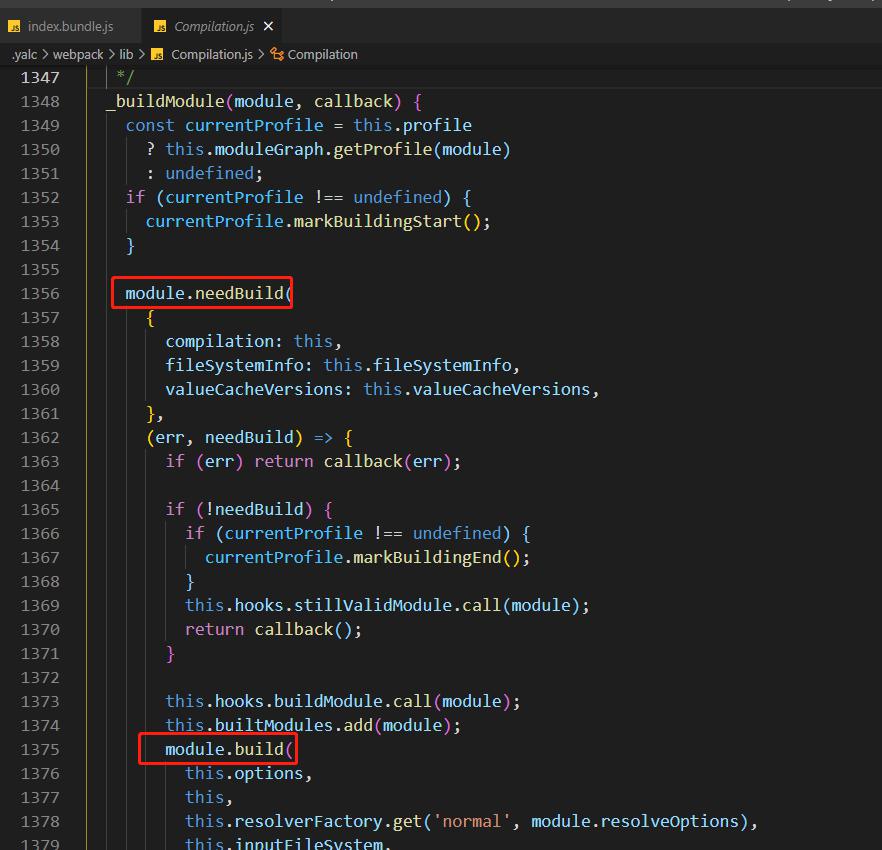 JS index.bundle.js JS Compilation.js ×
.yalc > webpack > lib > JS Compilation.js > Compilation
1347 */
1348 _buildModule(module, callback) {
1349 const currentProfile = this.profile
1350 ? this.moduleGraph.getProfile(module)
1351 : undefined;
1352 if (currentProfile !== undefined) {
1353 currentProfile.markBuildingStart();
1354 }
1355
1356 module.needBuild(
1357 {
1358 compilation: this,
1359 fileSystemInfo: this.fileSystemInfo,
1360 valueCacheVersions: this.valueCacheVersions,
1361 },
1362 (err, needBuild) => {
1363 if (err) return callback(err);
1364
1365 if (!needBuild) {
1366 if (currentProfile !== undefined) {
1367 currentProfile.markBuildingEnd();
1368 }
1369 this.hooks.stillValidModule.call(module);
1370 return callback();
1371 }
1372
1373 this.hooks.buildModule.call(module);
1374 this.builtModules.add(module);
1375 module.build(
1376 this.options,
1377 this,
1378 this.resolverFactory.get('normal', module.resolveOptions),
1379 this.inputFileSystem,